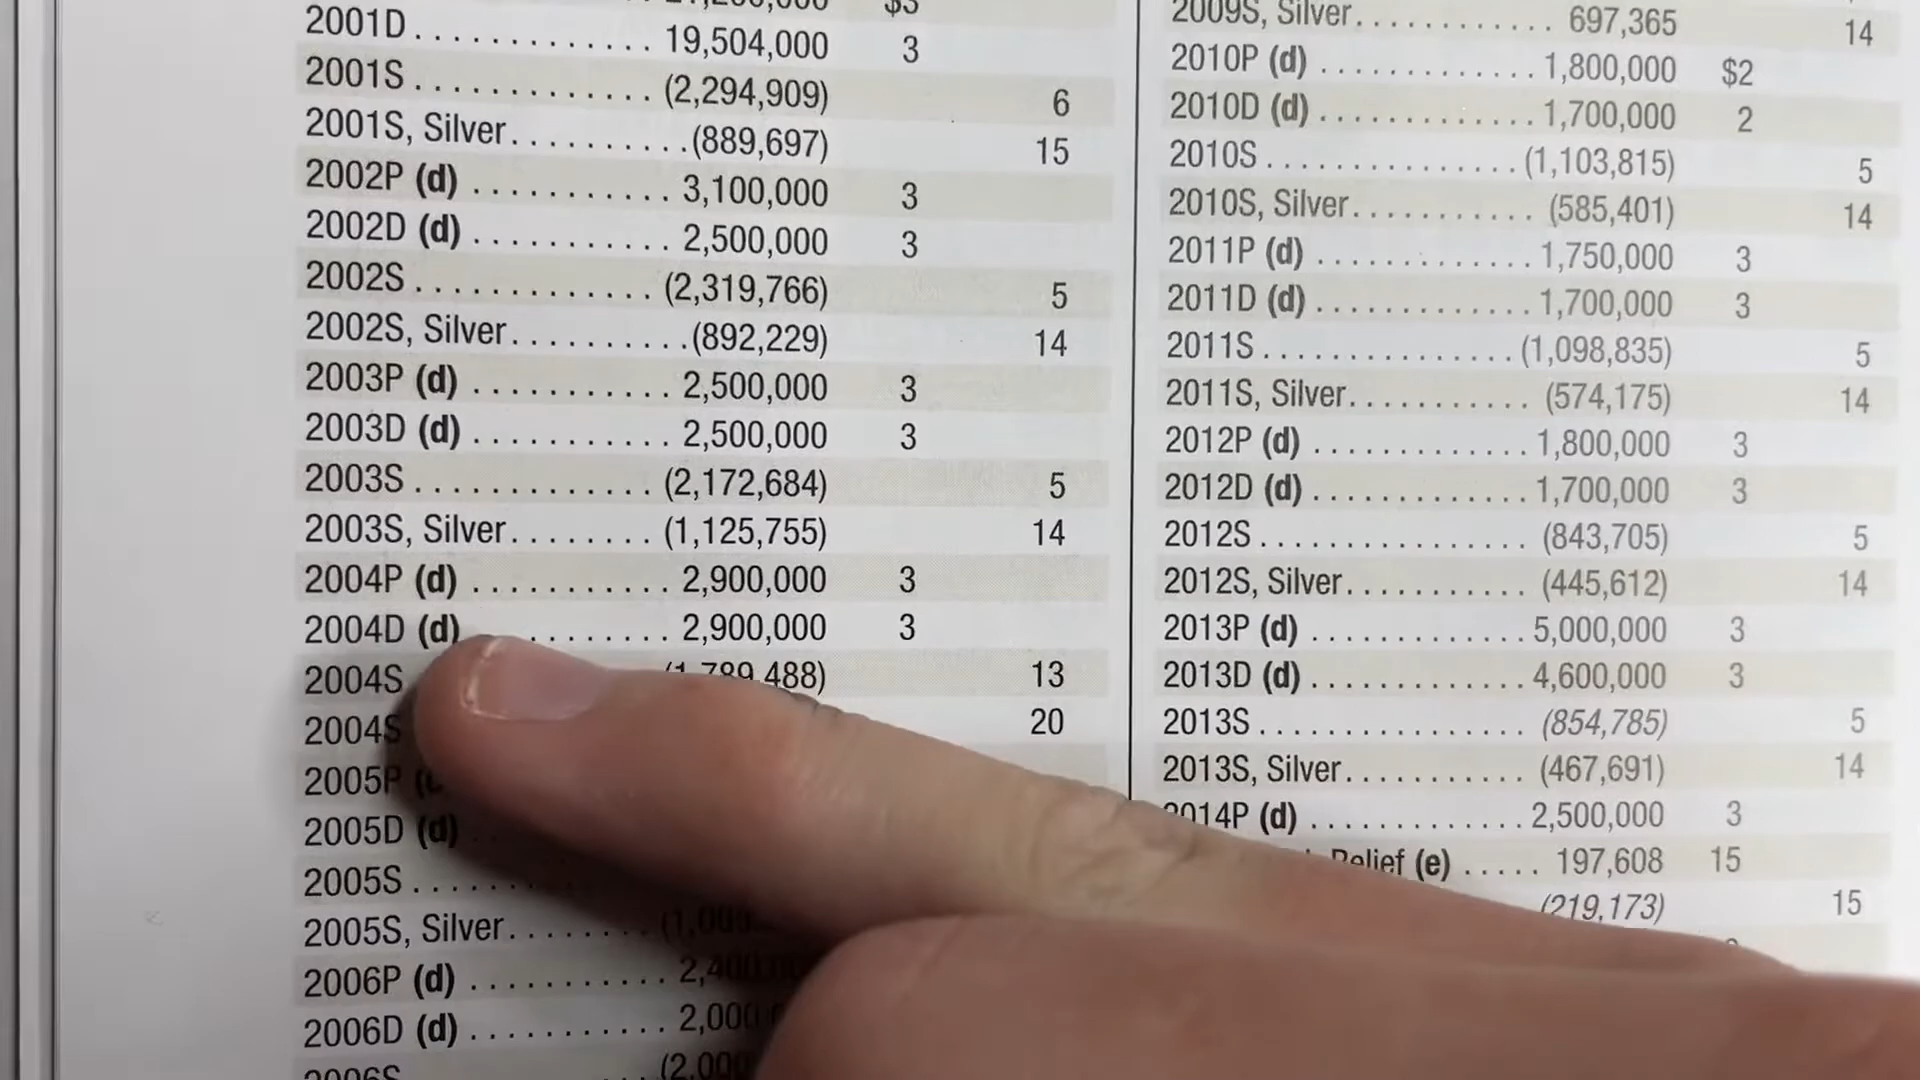 $3
2001D . . . . . . . . . . . . . 19,504,000 3
2001S . . . . . . . . . . . . . (2,294,909) 6
2001S, Silver. . . . . . . . . . (889,697) 15
2002P (d) . . . . . . . . . . . 3,100,000 3
2002D (d) . . . . . . . . . . . 2,500,000 3
2002S . . . . . . . . . . . . . (2,319,766) 5
2002S, Silver. . . . . . . . . . (892,229) 14
2003P (d) . . . . . . . . . . . 2,500,000 3
2003D (d) . . . . . . . . . . . 2,500,000 3
2003S . . . . . . . . . . . . . (2,172,684) 5
2003S, Silver. . . . . . . . (1,125,755) 14
2004P (d) . . . . . . . . . . . 2,900,000 3
2004D (d) . . . . . . . . 2,900,000 3
2004S (1,789,488) 13
2004S 20
2005P
2005D (d) . .
2005S . . . . . .
2005S, Silver. . . . . . . .
2006P (d) . . . . . . . . . . .
2006D (d) . . . . . . . . . . .
2006S
2009S, Silver. . . . . . . . . . . 697,365 14
2010P (d) . . . . . . . . . . . . . 1,800,000 $2
2010D (d) . . . . . . . . . . . . . 1,700,000 2
2010S . . . . . . . . . . . . . . . (1,103,815) 5
2010S, Silver. . . . . . . . . . . (585,401) 14
2011P (d) . . . . . . . . . . . . . 1,750,000 3
2011D (d) . . . . . . . . . . . . . 1,700,000 3
2011S . . . . . . . . . . . . . . . (1,098,835) 5
2011S, Silver. . . . . . . . . . . (574,175) 14
2012P (d) . . . . . . . . . . . . . 1,800,000 3
2012D (d) . . . . . . . . . . . . . 1,700,000 3
2012S . . . . . . . . . . . . . . . . (843,705) 5
2012S, Silver. . . . . . . . . . . (445,612) 14
2013P (d) . . . . . . . . . . . . . 5,000,000 3
2013D (d) . . . . . . . . . . . . . 4,600,000 3
2013S . . . . . . . . . . . . . . . . (854,785) 5
2013S, Silver. . . . . . . . . . . (467,691) 14
2014P (d) . . . . . . . . . . . . . 2,500,000 3
Relief (e) . . . . . 197,608 15
(219,173) 15